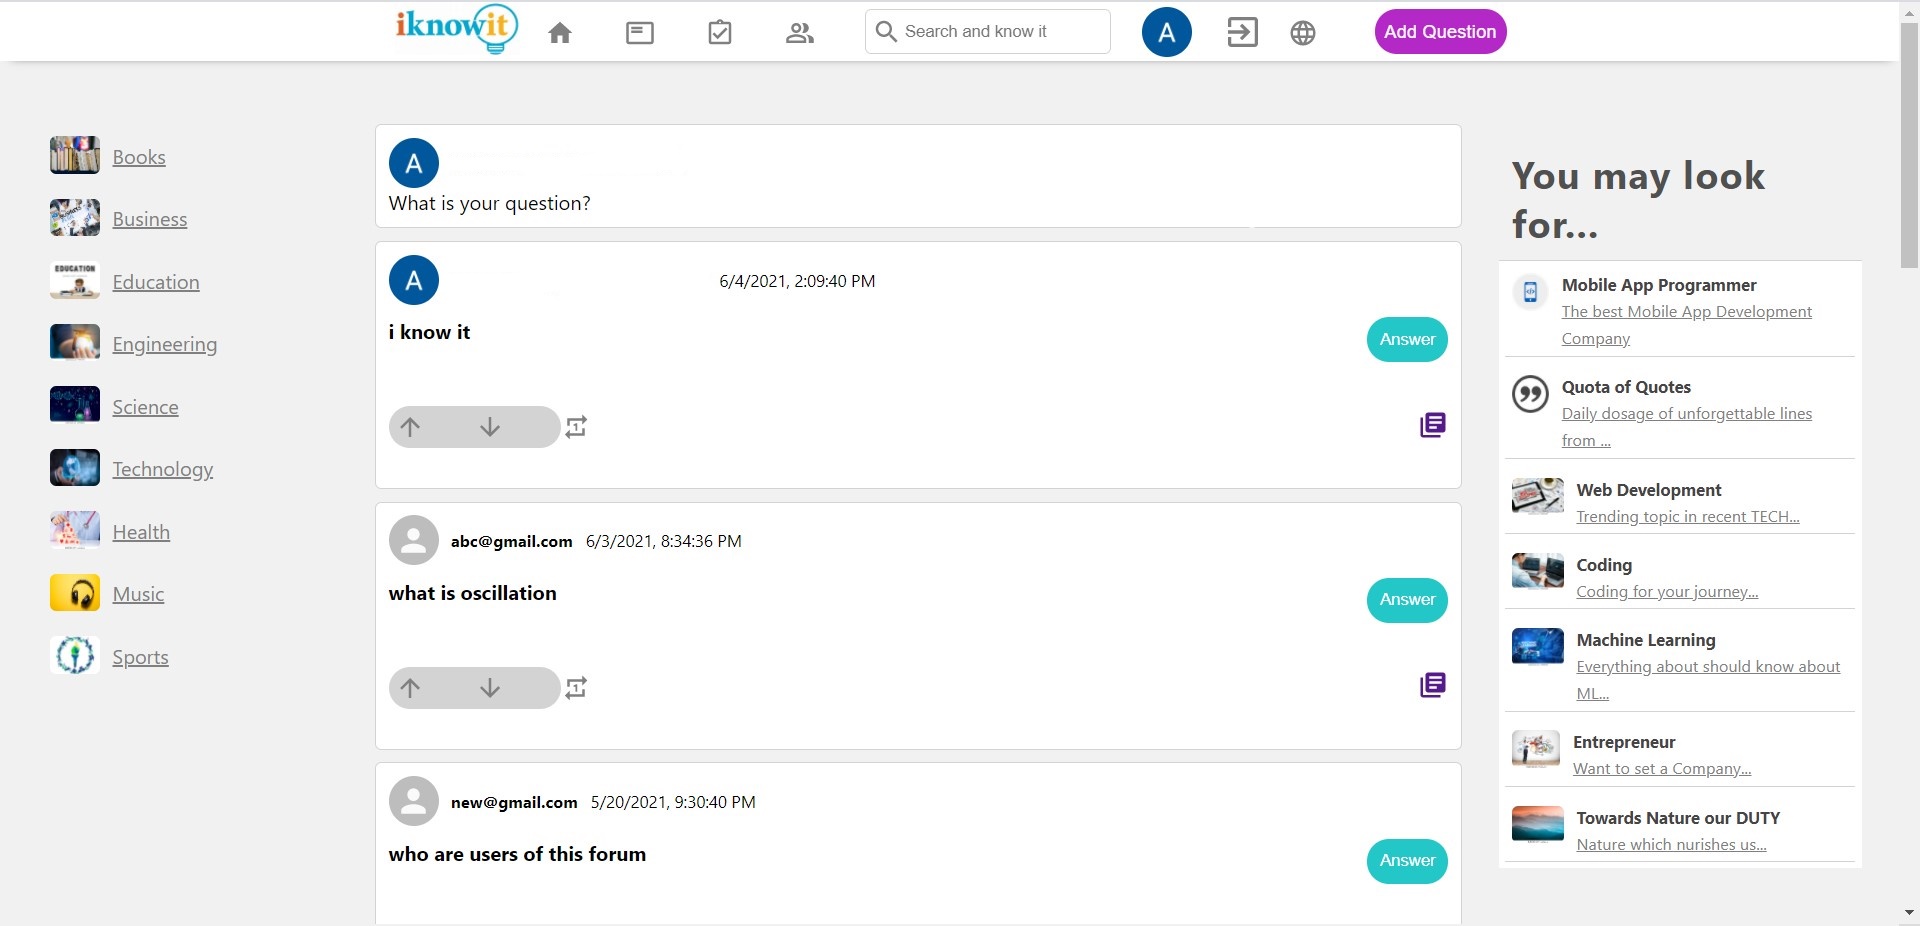 iknowit
Search and know it
A
Add Question
Books
Business
EDUCATION
Education
Engineering
Science
Technology
Health
Music
Sports
A
What is your question?
A
6/4/2021, 2:09:40 PM
i know it
Answer
abc@gmail.com 6/3/2021, 8:34:36 PM
what is oscillation
Answer
new@gmail.com 5/20/2021, 9:30:40 PM
who are users of this forum
Answer
You may look
for...
Mobile App Programmer
The best Mobile App Development
Company
Quota of Quotes
Daily dosage of unforgettable lines
from ...
Web Development
Trending topic in recent TECH...
Coding
Coding for your journey...
Machine Learning
Everything about should know about
ML...
Entrepreneur
Want to set a Company...
Towards Nature our DUTY
Nature which nurishes us...